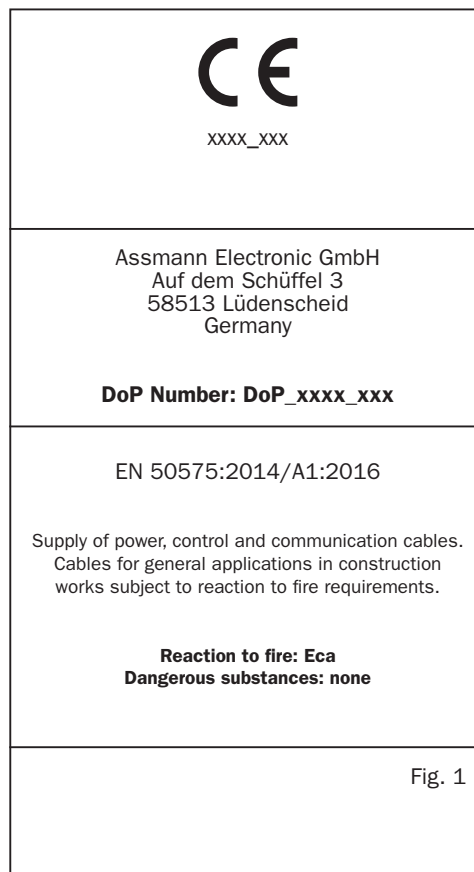 CE
xxxx_xxx
Assmann Electronic GmbH
Auf dem Schüffel 3
58513 Lüdenscheid
Germany
DoP Number: DoP_xxxx_xxx
EN 50575:2014/A1:2016
Supply of power, control and communication cables.
Cables for general applications in construction
works subject to reaction to fire requirements.
Reaction to fire: Eca
Dangerous substances: none
Fig. 1